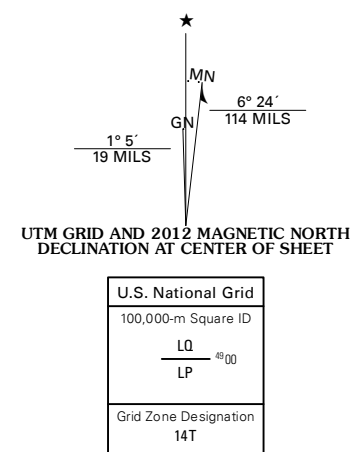 ★
MN
GN
6° 24´
114 MILS
1° 5´
19 MILS
UTM GRID AND 2012 MAGNETIC NORTH
DECLINATION AT CENTER OF SHEET
U.S. National Grid
100,000-m Square ID
LQ
4900
LP
Grid Zone Designation
14T